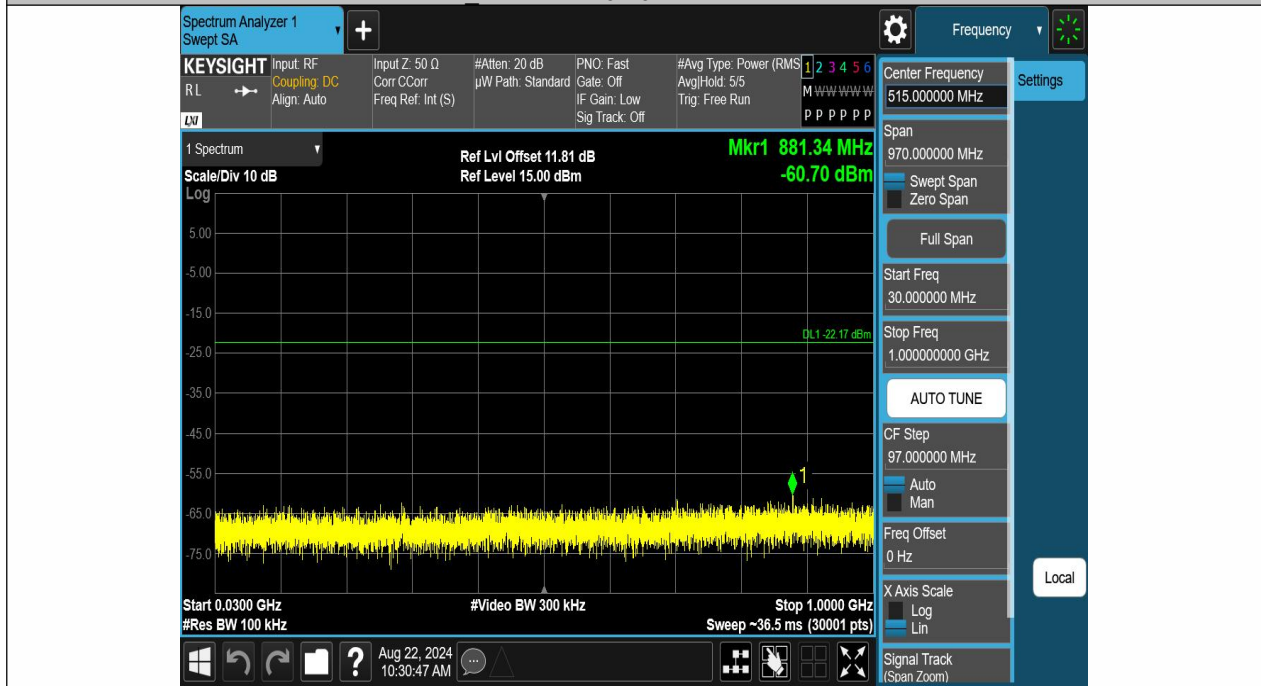 Spectrum Analyzer 1
Swept SA
+
Frequency
KEYSIGHT
RL
LXI
Input: RF
Coupling: DC
Align: Auto
Input Z: 50 Ω
Corr CCorr
Freq Ref: Int (S)
#Atten: 20 dB
µW Path: Standard
PNO: Fast
Gate: Off
IF Gain: Low
Sig Track: Off
#Avg Type: Power (RMS
Avg|Hold: 5/5
Trig: Free Run
1 2 3 4 5 6
M W W W W W
P P P P P P
1 Spectrum
Scale/Div 10 dB
Ref Lvl Offset 11.81 dB
Ref Level 15.00 dBm
Mkr1 881.34 MHz
-60.70 dBm
Log
5.00
-5.00
-15.0
DL1 -22.17 dBm
-25.0
-35.0
-45.0
-55.0
1
-65.0
-75.0
Start 0.0300 GHz
#Video BW 300 kHz
Stop 1.0000 GHz
#Res BW 100 kHz
Sweep ~36.5 ms (30001 pts)
?
Aug 22, 2024
10:30:47 AM
Center Frequency
515.000000 MHz
Settings
Span
970.000000 MHz
Swept Span
Zero Span
Full Span
Start Freq
30.000000 MHz
Stop Freq
1.000000000 GHz
AUTO TUNE
CF Step
97.000000 MHz
Auto
Man
Freq Offset
0 Hz
X Axis Scale
Log
Lin
Signal Track
(Span Zoom)
Local